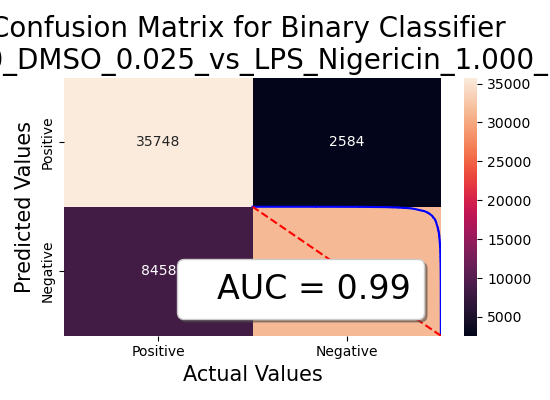 Confusion Matrix for Binary Classifier
0_DMSO_0.025_vs_LPS_Nigericin_1.000_
Predicted Values
Positive
Negative
35748
2584
8458
AUC = 0.99
Positive
Negative
Actual Values
35000
30000
25000
20000
15000
10000
5000